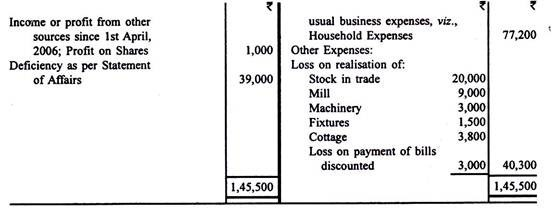 ₹
Income or profit from other
sources since 1st April,
2006; Profit on Shares 1,000
Deficiency as per Statement
of Affairs 39,000
1,45,500
₹
usual business expenses, viz.,
Household Expenses 77,200
Other Expenses:
Loss on realisation of:
Stock in trade 20,000
Mill 9,000
Machinery 3,000
Fixtures 1,500
Cottage 3,800
Loss on payment of bills
discounted 3,000 40,300
1,45,500